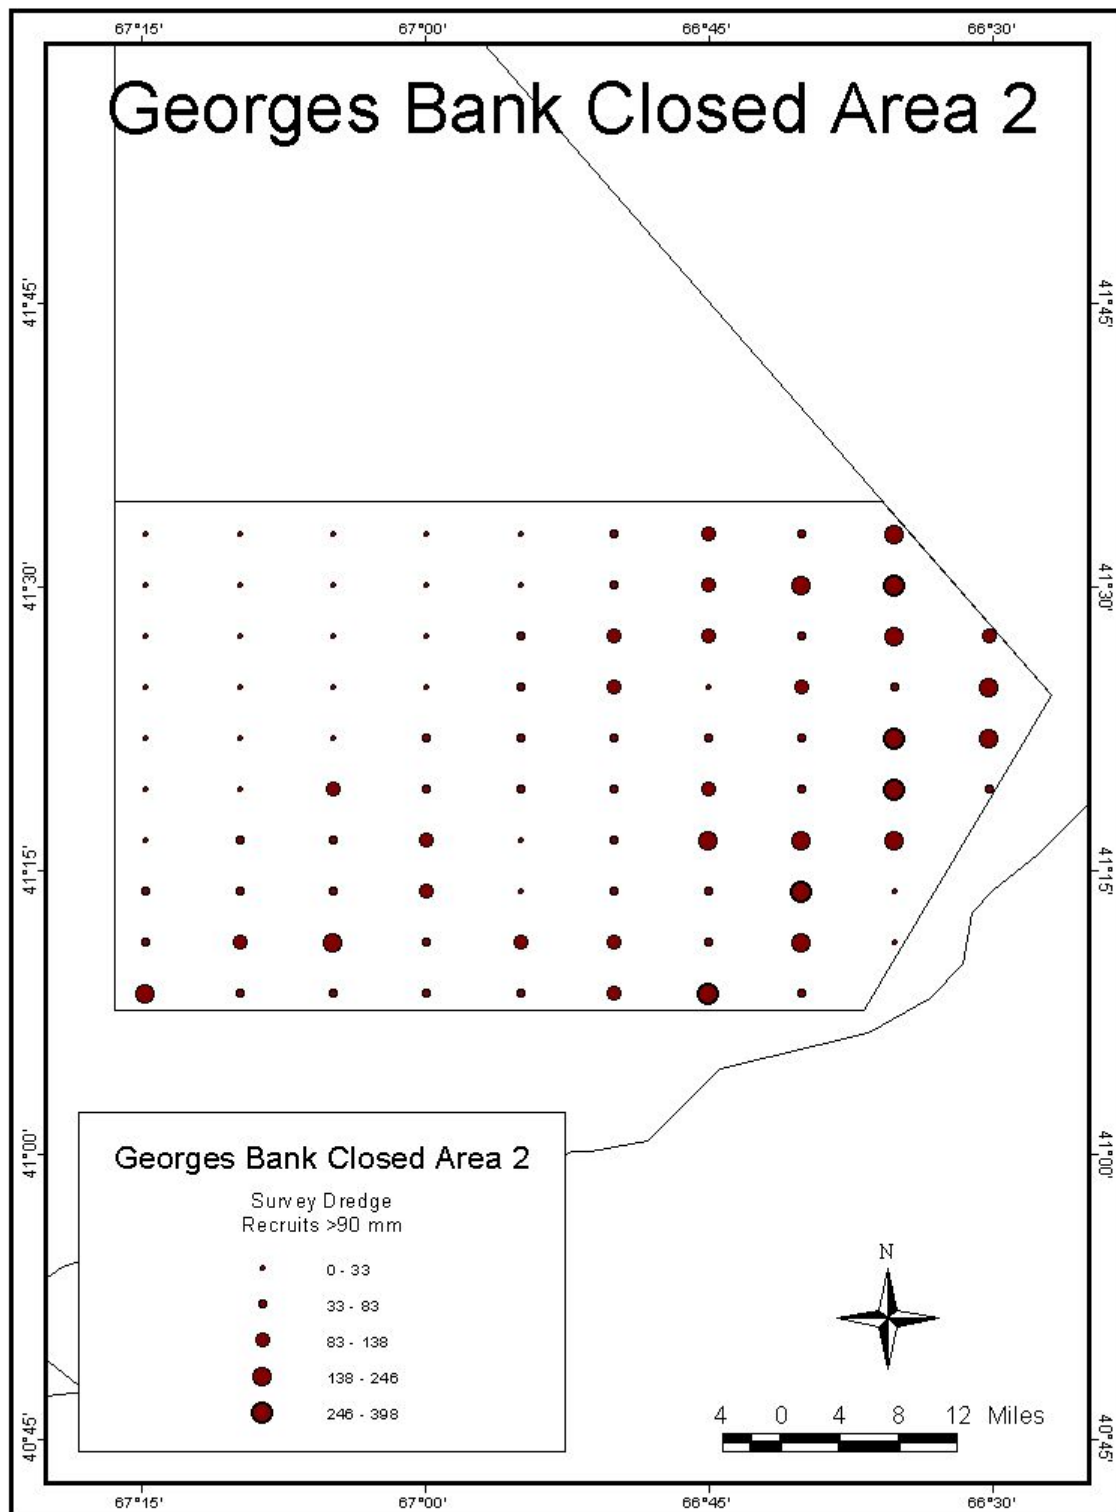 67°15' 67°00' 66°45' 66°30'
Georges Bank Closed Area 2
41°45' 41°45'
41°30' 41°30'
41°15' 41°15'
41°00' 41°00'
Georges Bank Closed Area 2
Survey Dredge
Recruits >90 mm
0 - 33
33 - 83
83 - 138
138 - 246
246 - 398
N
4 0 4 8 12 Miles
40°45' 40°45'
67°15' 67°00' 66°45' 66°30'